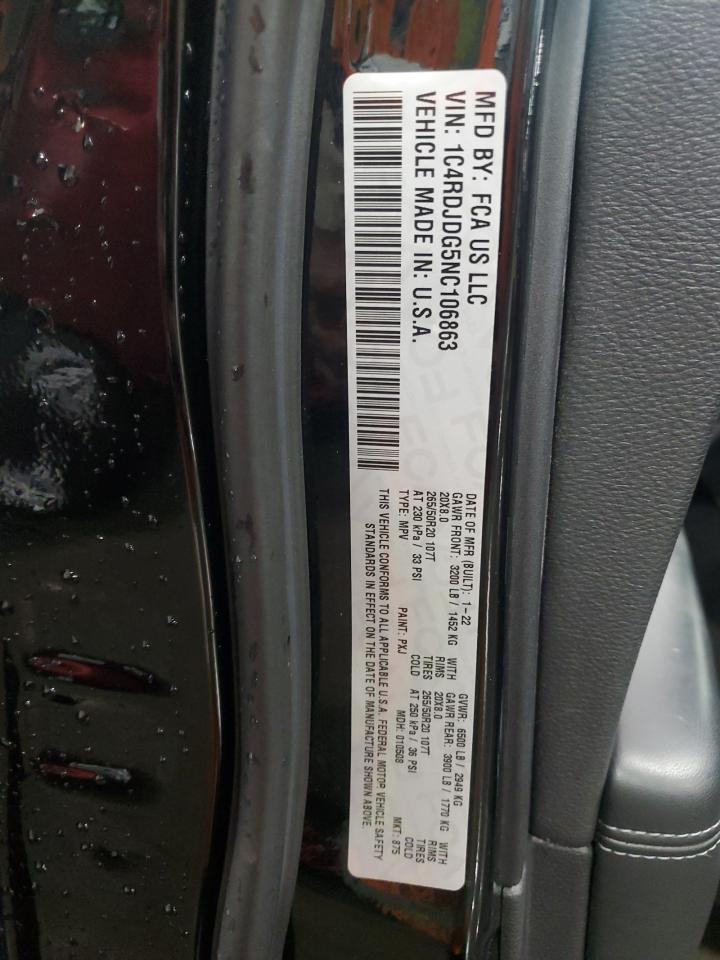 MFD BY: FCA US LLC
VIN: 1C4RDJDG5NC106863
VEHICLE MADE IN: U.S.A.
DATE OF MFR (BUILT): 1-22 GVWR: 6500 LB / 2949 KG
GAWR FRONT: 3200 LB / 1452 KG WITH GAWR REAR: 3900 LB / 1770 KG WITH
20X8.0 RIMS 20X8.0 RIMS
265/50R20 107T TIRES 265/50R20 107T TIRES
AT 230 kPa / 33 PSI COLD AT 250 kPa / 36 PSI COLD
TYPE: MPV PAINT: PXJ MDH: 010508 MKT: 875
THIS VEHICLE CONFORMS TO ALL APPLICABLE U.S.A. FEDERAL MOTOR VEHICLE SAFETY
STANDARDS IN EFFECT ON THE DATE OF MANUFACTURE SHOWN ABOVE.